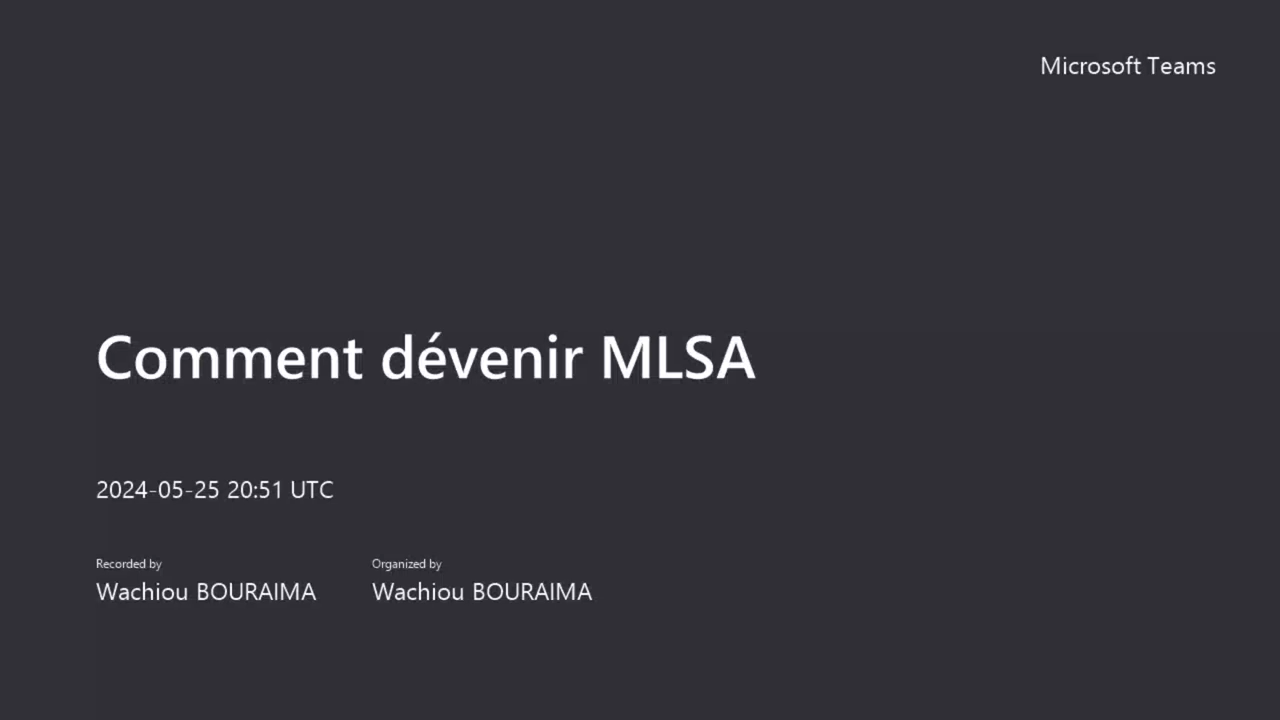 Microsoft Teams
Comment dévenir MLSA
2024-05-25 20:51 UTC
Recorded by
Wachiou BOURAIMA
Organized by
Wachiou BOURAIMA